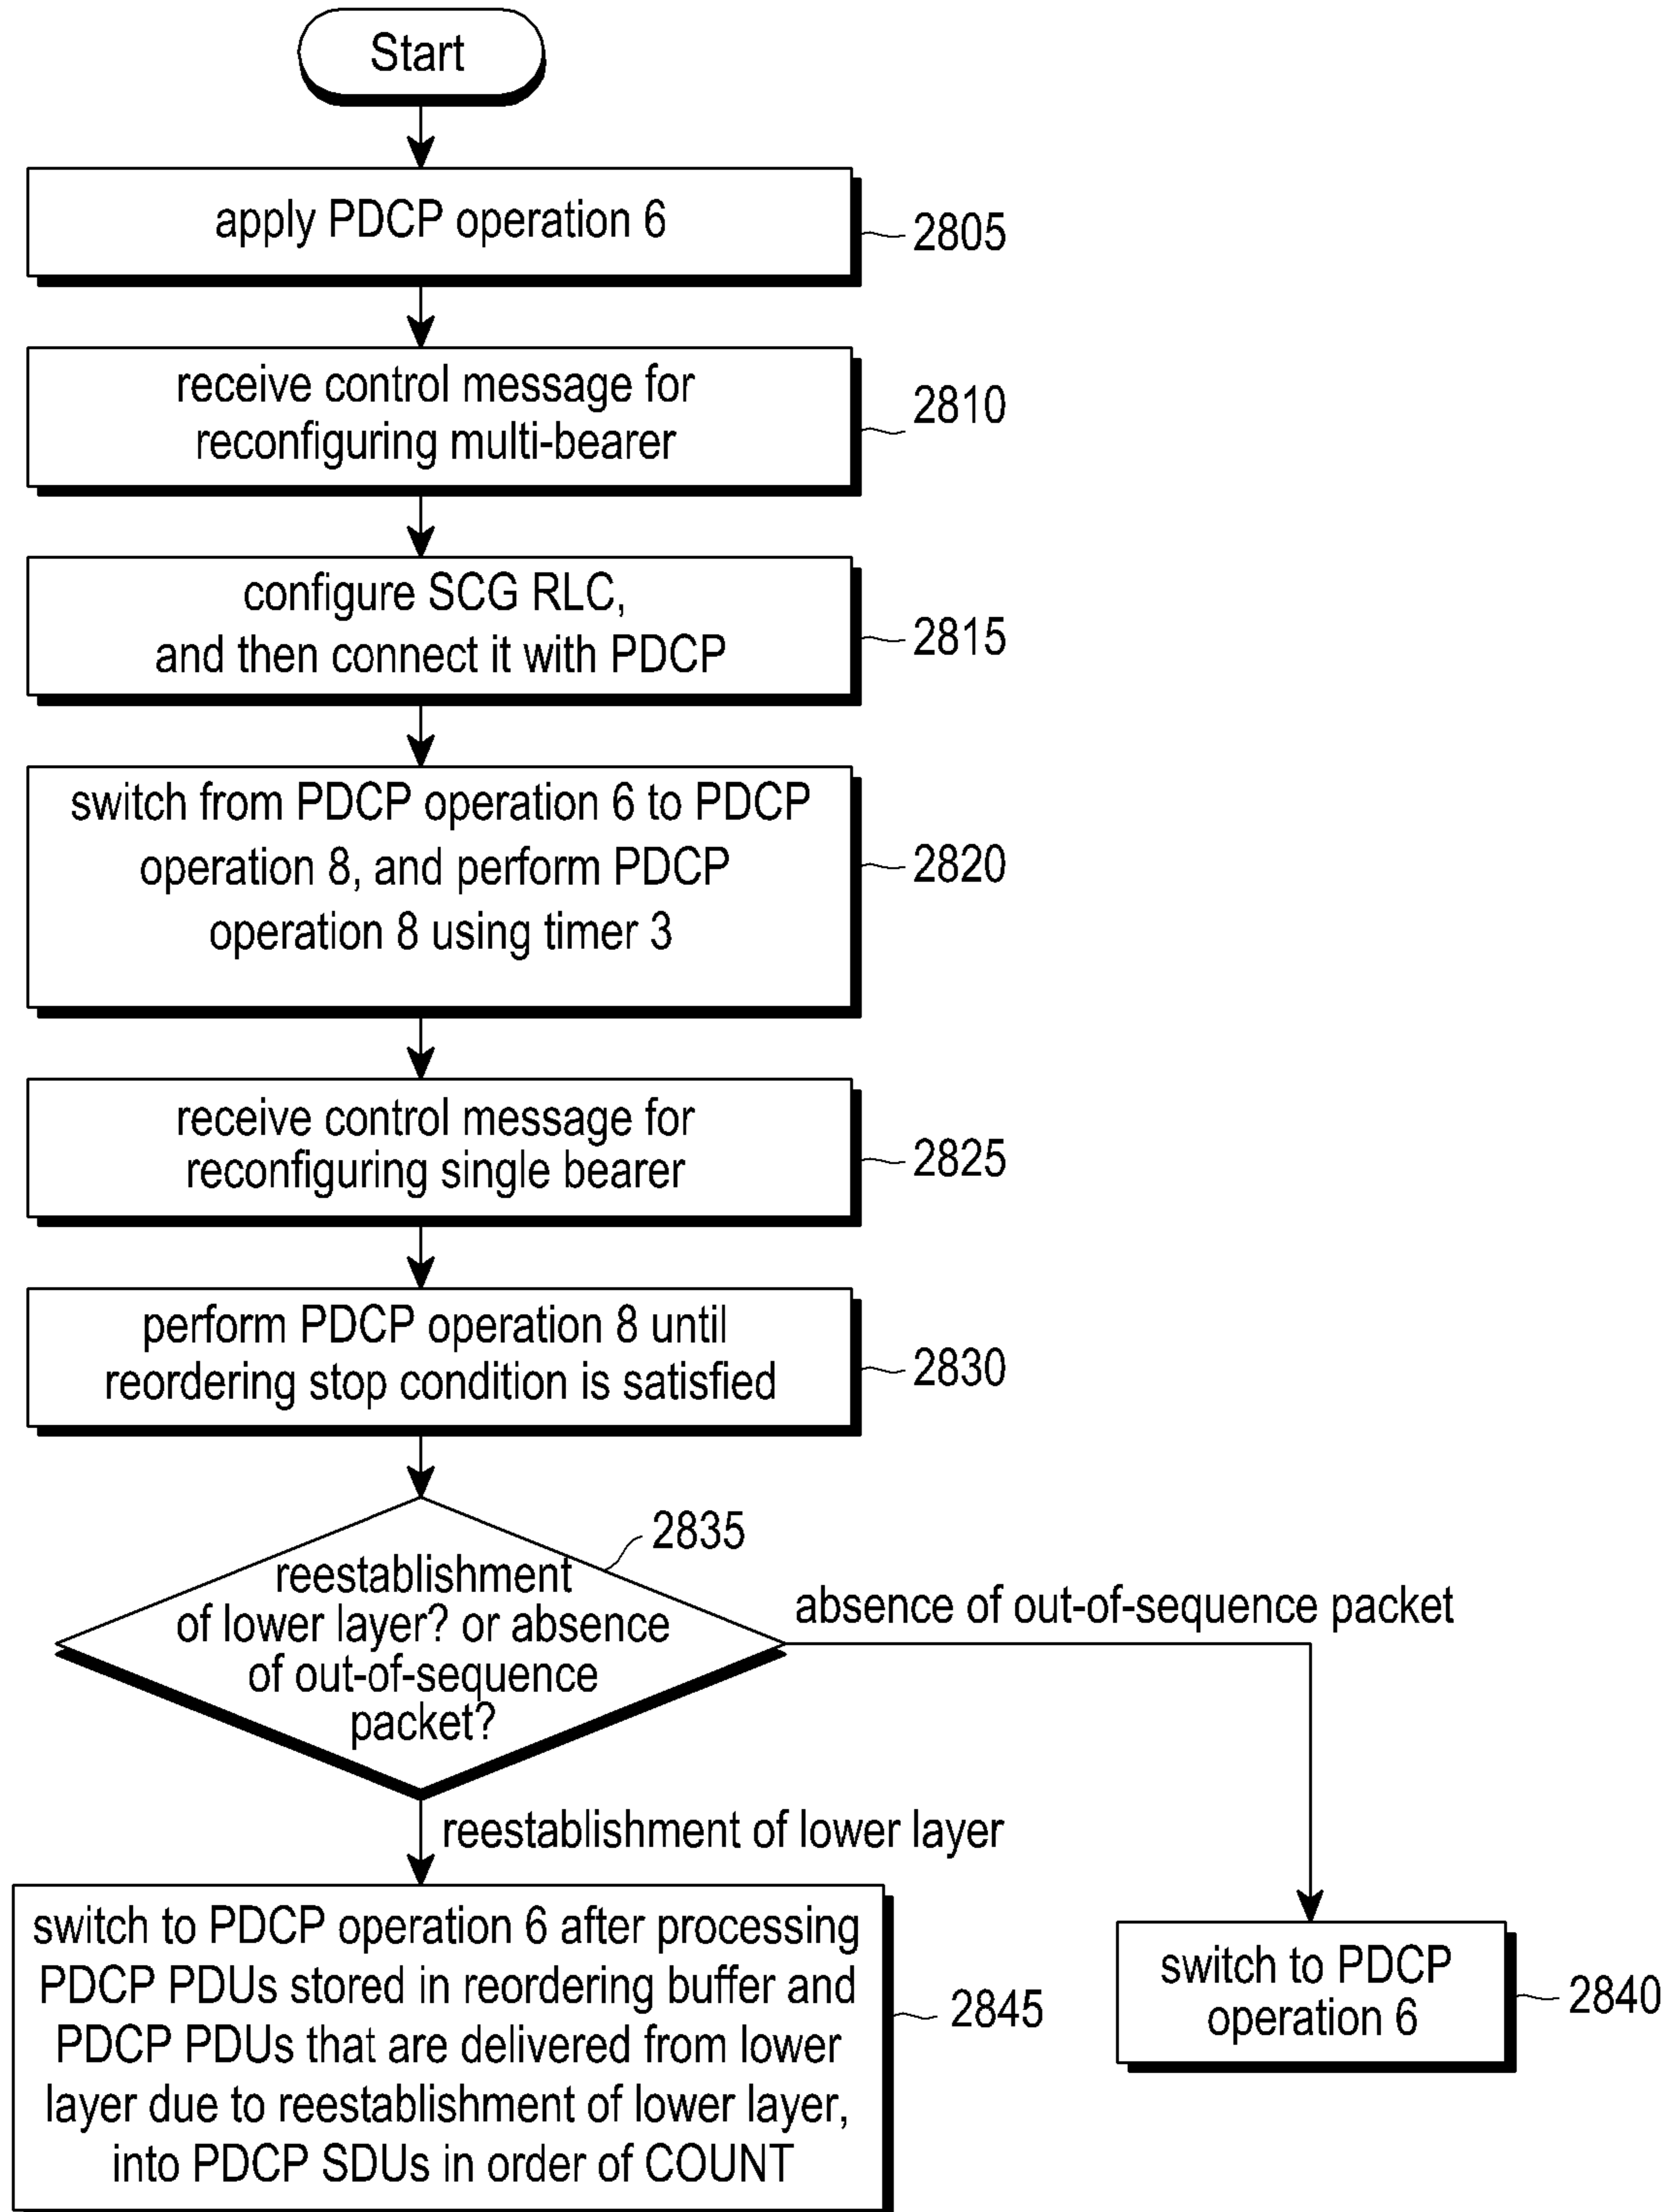 Start
apply PDCP operation 6
2805
receive control message for
reconfiguring multi-bearer
2810
configure SCG RLC,
and then connect it with PDCP
2815
switch from PDCP operation 6 to PDCP
operation 8, and perform PDCP
operation 8 using timer 3
2820
receive control message for
reconfiguring single bearer
2825
perform PDCP operation 8 until
reordering stop condition is satisfied
2830
2835
reestablishment
of lower layer? or absence
of out-of-sequence
packet?
absence of out-of-sequence packet
reestablishment of lower layer
switch to PDCP operation 6 after processing
PDCP PDUs stored in reordering buffer and
PDCP PDUs that are delivered from lower
layer due to reestablishment of lower layer,
into PDCP SDUs in order of COUNT
2845
switch to PDCP
operation 6
2840